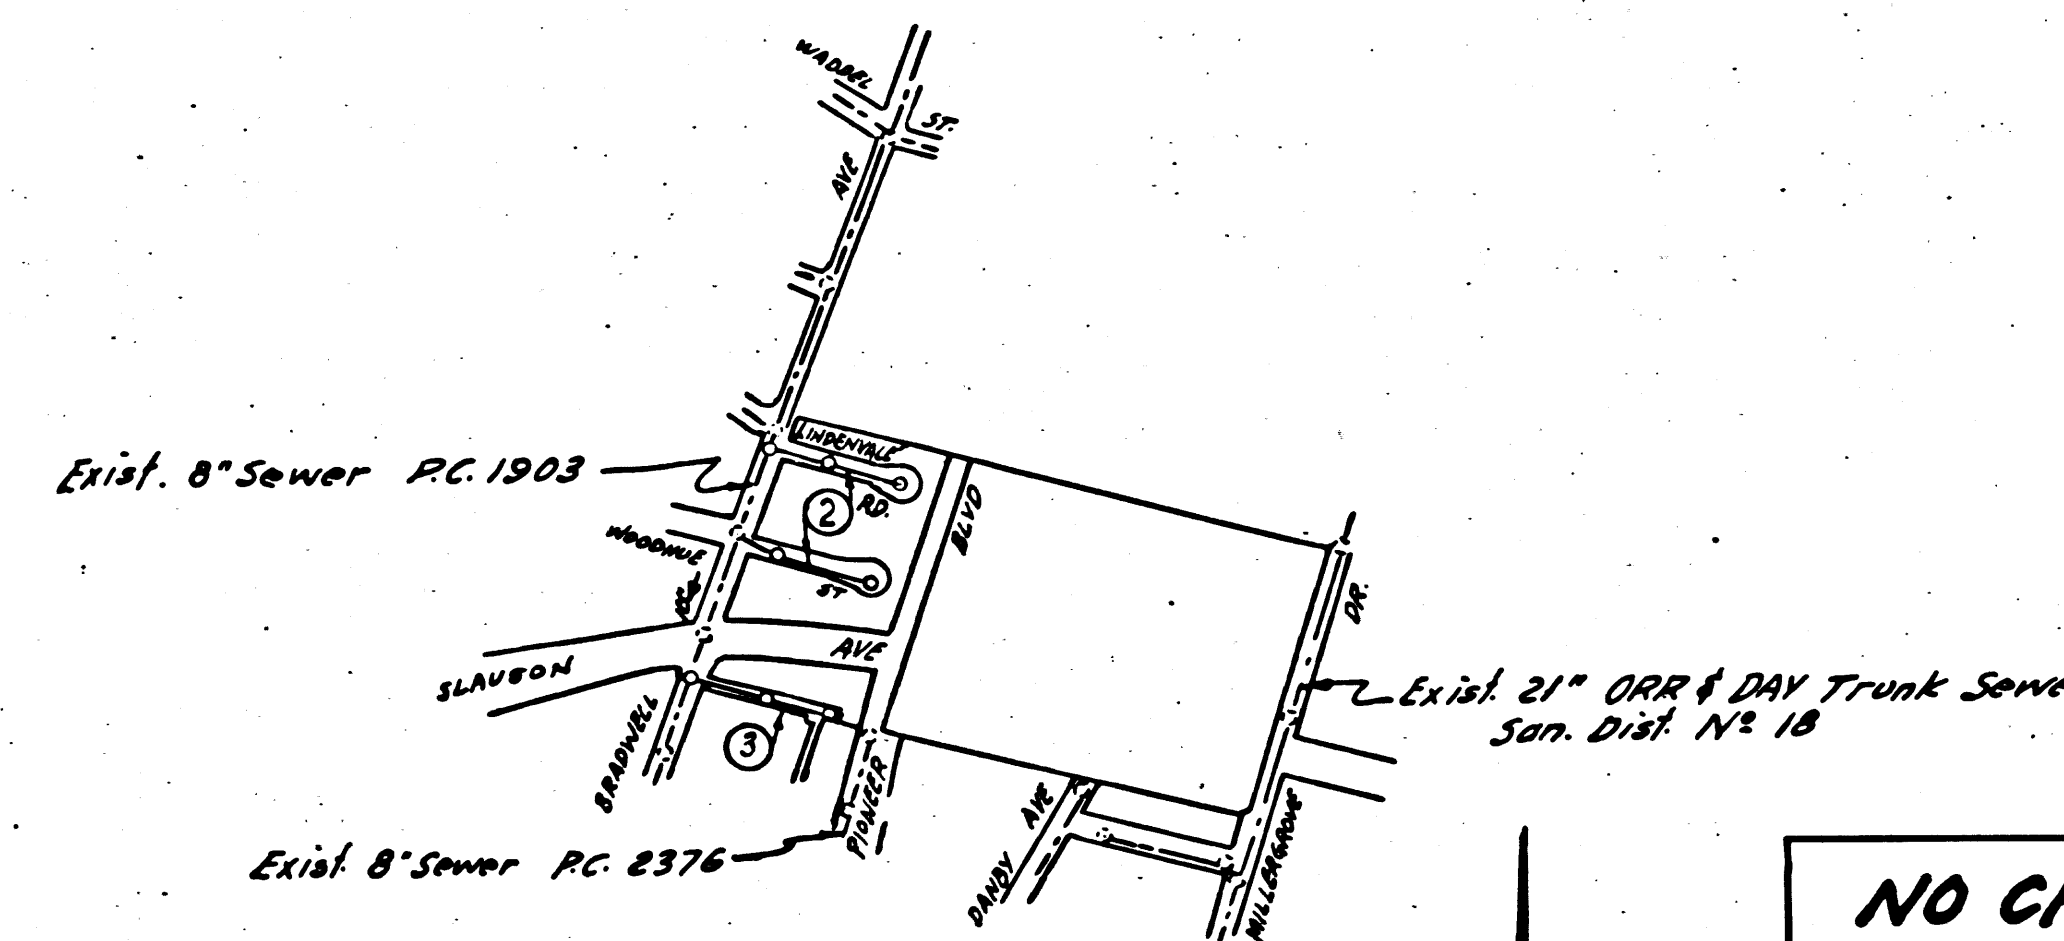 WADDEL
ST.
AVE
LINDENVALE
Exist. 8" Sewer P.C. 1903
2
RD.
BLVD
WOODHUE
ST
DR.
AVE
SLAUSON
Exist. 21" ORR & DAY Trunk Sewe
San. Dist. Nº 18
BRADWELL
3
PIONEER
AVE
DANBY
MILLERGROVE
Exist. 8" Sewer P.C. 2376
NO C